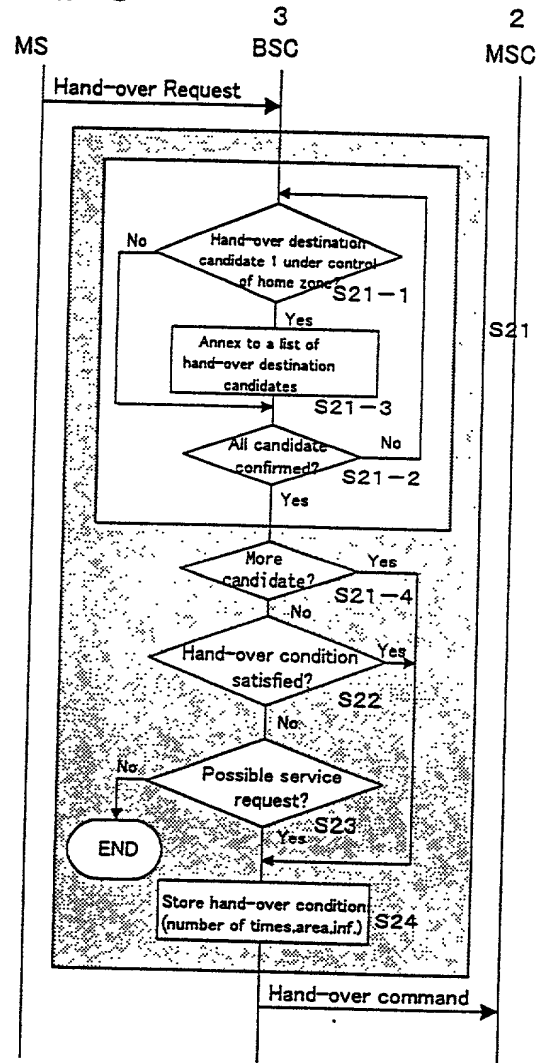 3
2
MS
BSC
MSC
Hand-over Request
No
Hand-over destination
candidate 1 under control
of home zone?
S21-1
Yes
S21
Annex to a list of
hand-over destination
candidates
S21-3
All candidate
confirmed?
No
S21-2
Yes
More
candidate?
Yes
S21-4
No
Hand-over condition
satisfied?
Yes
S22
No
No
Possible service
request?
S23
Yes
END
Store hand-over condition
(number of times,area,inf.)
S24
Hand-over command